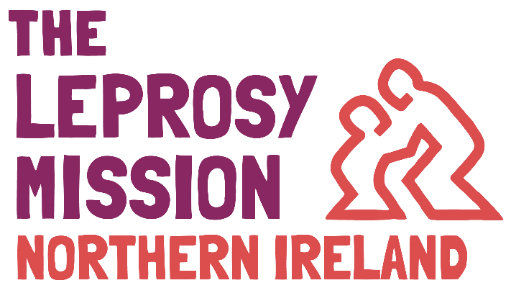 THE
LEPROSY
MISSION
NORTHERN IRELAND